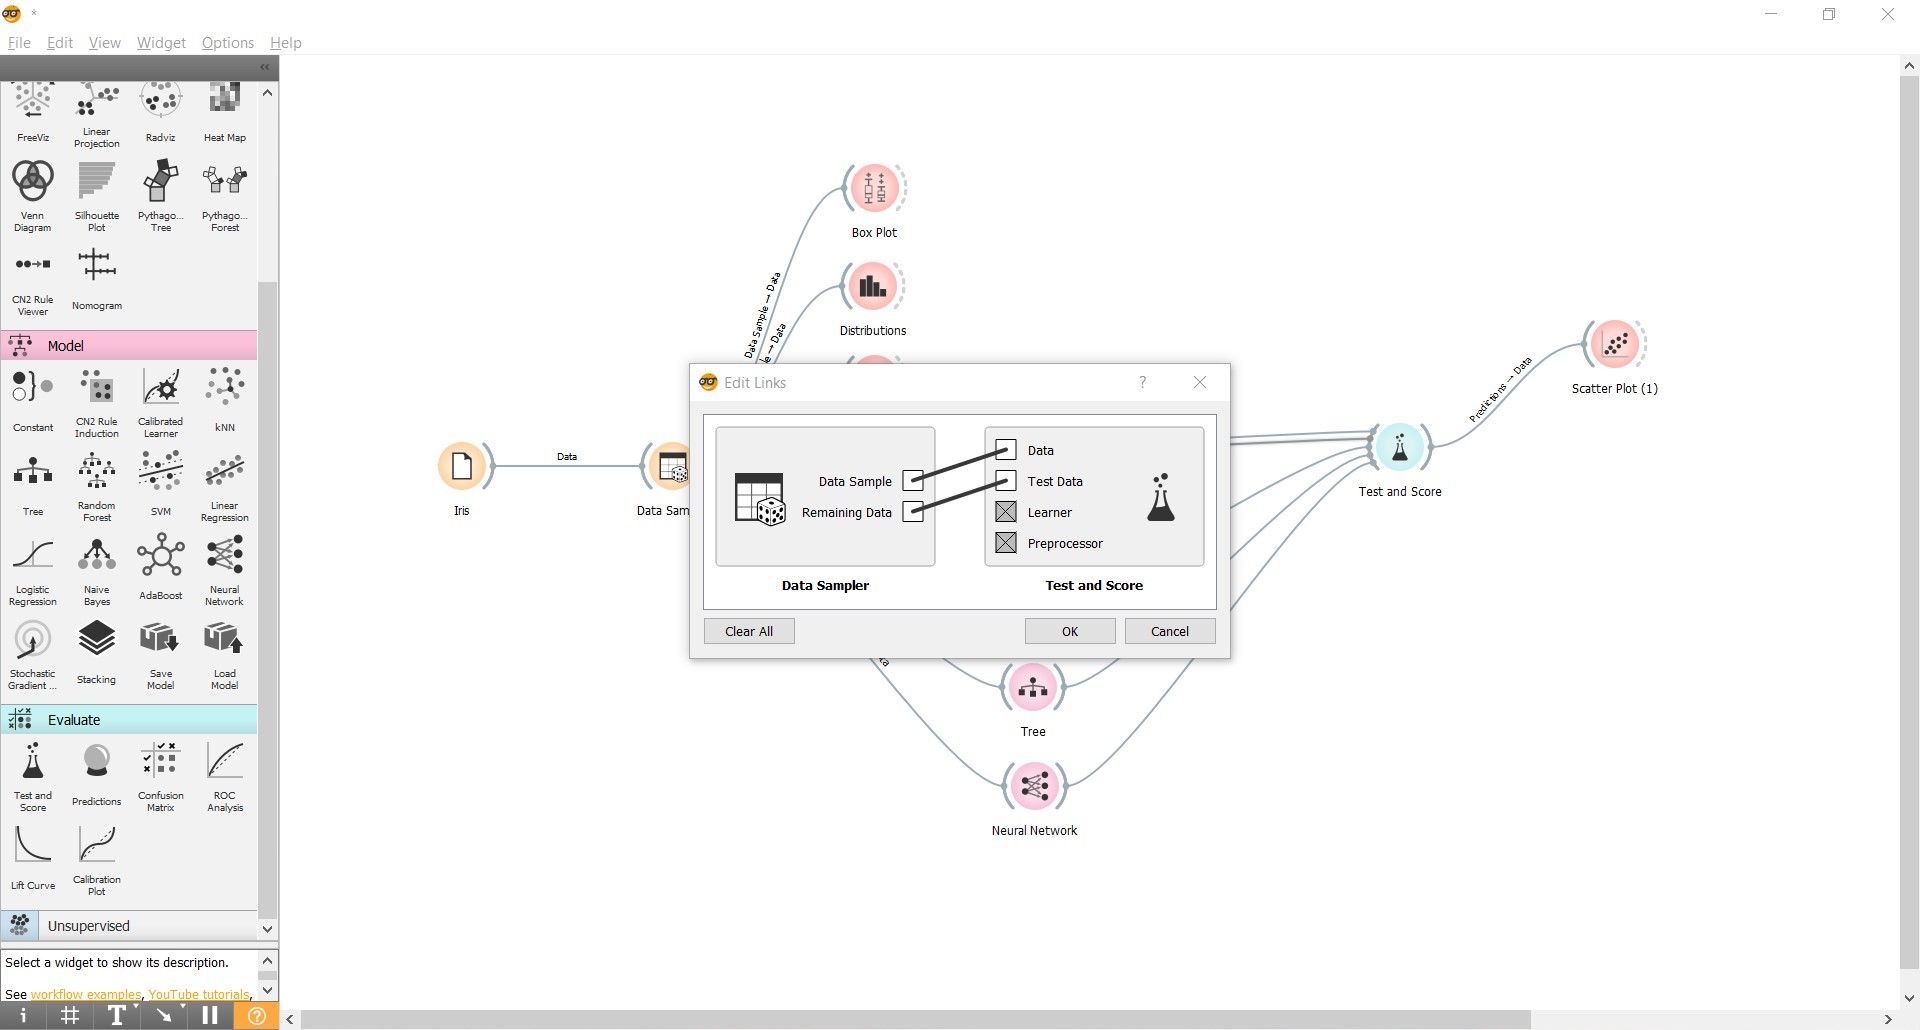 *
File Edit View Widget Options Help
FreeViz
Linear
Projection
Radviz
Heat Map
Venn
Diagram
Silhouette
Plot
Pythago...
Tree
Pythago...
Forest
CN2 Rule
Viewer
Nomogram
Model
Constant
CN2 Rule
Induction
Calibrated
Learner
kNN
Tree
Random
Forest
SVM
Linear
Regression
Logistic
Regression
Naive
Bayes
AdaBoost
Neural
Network
Stochastic
Gradient ...
Stacking
Save
Model
Load
Model
Evaluate
Test and
Score
Predictions
Confusion
Matrix
ROC
Analysis
Lift Curve
Calibration
Plot
Unsupervised
Select a widget to show its description.
See workflow examples, YouTube tutorials,
Box Plot
Data Sample → Data
Distributions
→ Data
Iris
Data
Data Sam
Edit Links
?
Data Sample
Remaining Data
Data Sampler
Data
Test Data
Learner
Preprocessor
Test and Score
Clear All
OK
Cancel
Tree
Neural Network
Test and Score
Predictions → Data
Scatter Plot (1)